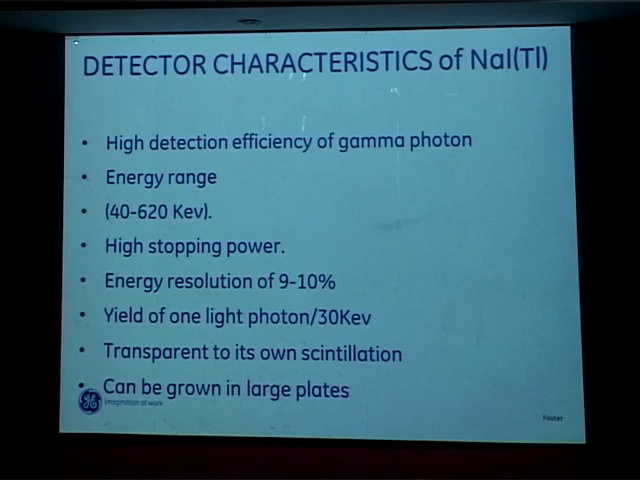 DETECTOR CHARACTERISTICS of NaI(Tl)
• High detection efficiency of gamma photon
• Energy range
• (40-620 Kev).
• High stopping power.
• Energy resolution of 9-10%
• Yield of one light photon/30Kev
• Transparent to its own scintillation
• Can be grown in large plates
GE
imagination at work
Footer